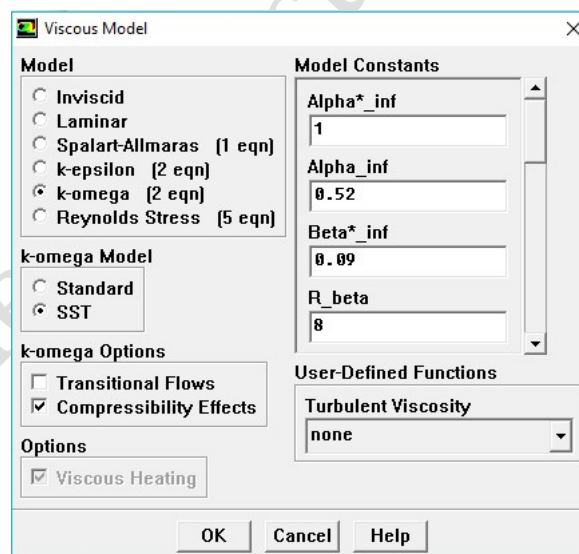 Viscous Model
Model
Inviscid
Laminar
Spalart-Allmaras (1 eqn)
k-epsilon (2 eqn)
k-omega (2 eqn)
Reynolds Stress (5 eqn)
k-omega Model
Standard
SST
k-omega Options
Transitional Flows
Compressibility Effects
Options
Viscous Heating
Model Constants
Alpha*_inf
1
Alpha_inf
0.52
Beta*_inf
0.09
R_beta
8
User-Defined Functions
Turbulent Viscosity
none
OK Cancel Help